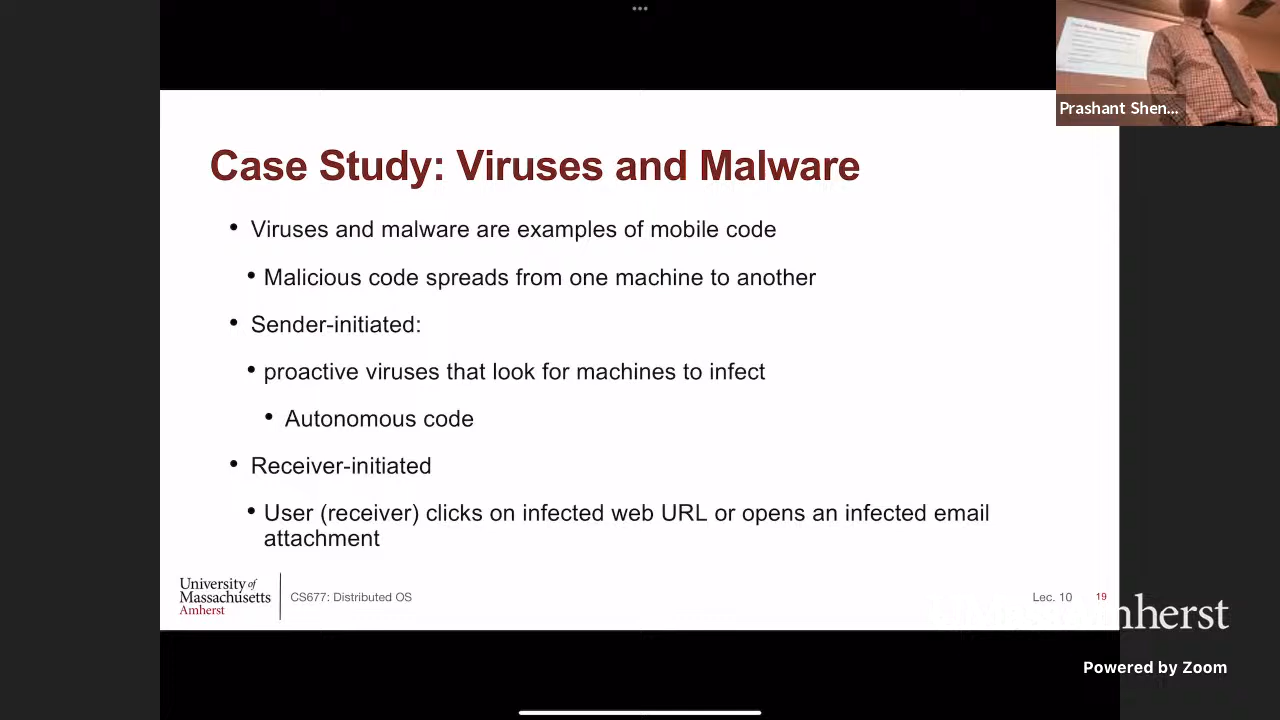 Prashant Shen...
Case Study: Viruses and Malware
• Viruses and malware are examples of mobile code
• Malicious code spreads from one machine to another
• Sender-initiated:
• proactive viruses that look for machines to infect
• Autonomous code
• Receiver-initiated
• User (receiver) clicks on infected web URL or opens an infected email
attachment
University of
Massachusetts
Amherst
CS677: Distributed OS
Lec. 10
19
UMassAmherst
Powered by Zoom